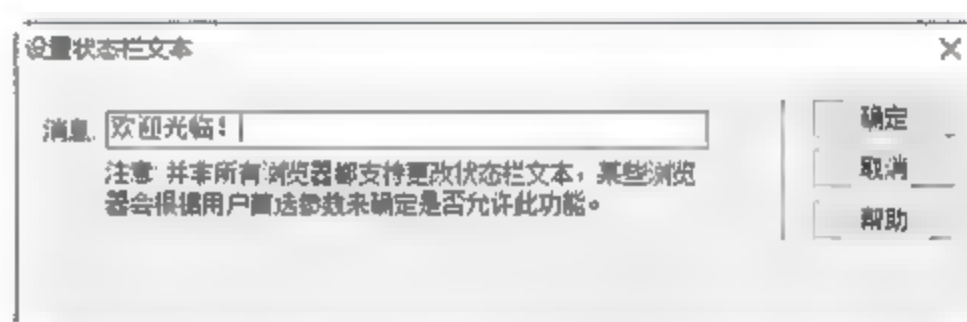 设置状态栏文本
消息: 欢迎光临!
确定
注意: 并非所有浏览器都支持更改状态栏文本，某些浏览
取消
器会根据用户首选参数来确定是否允许此功能。
帮助